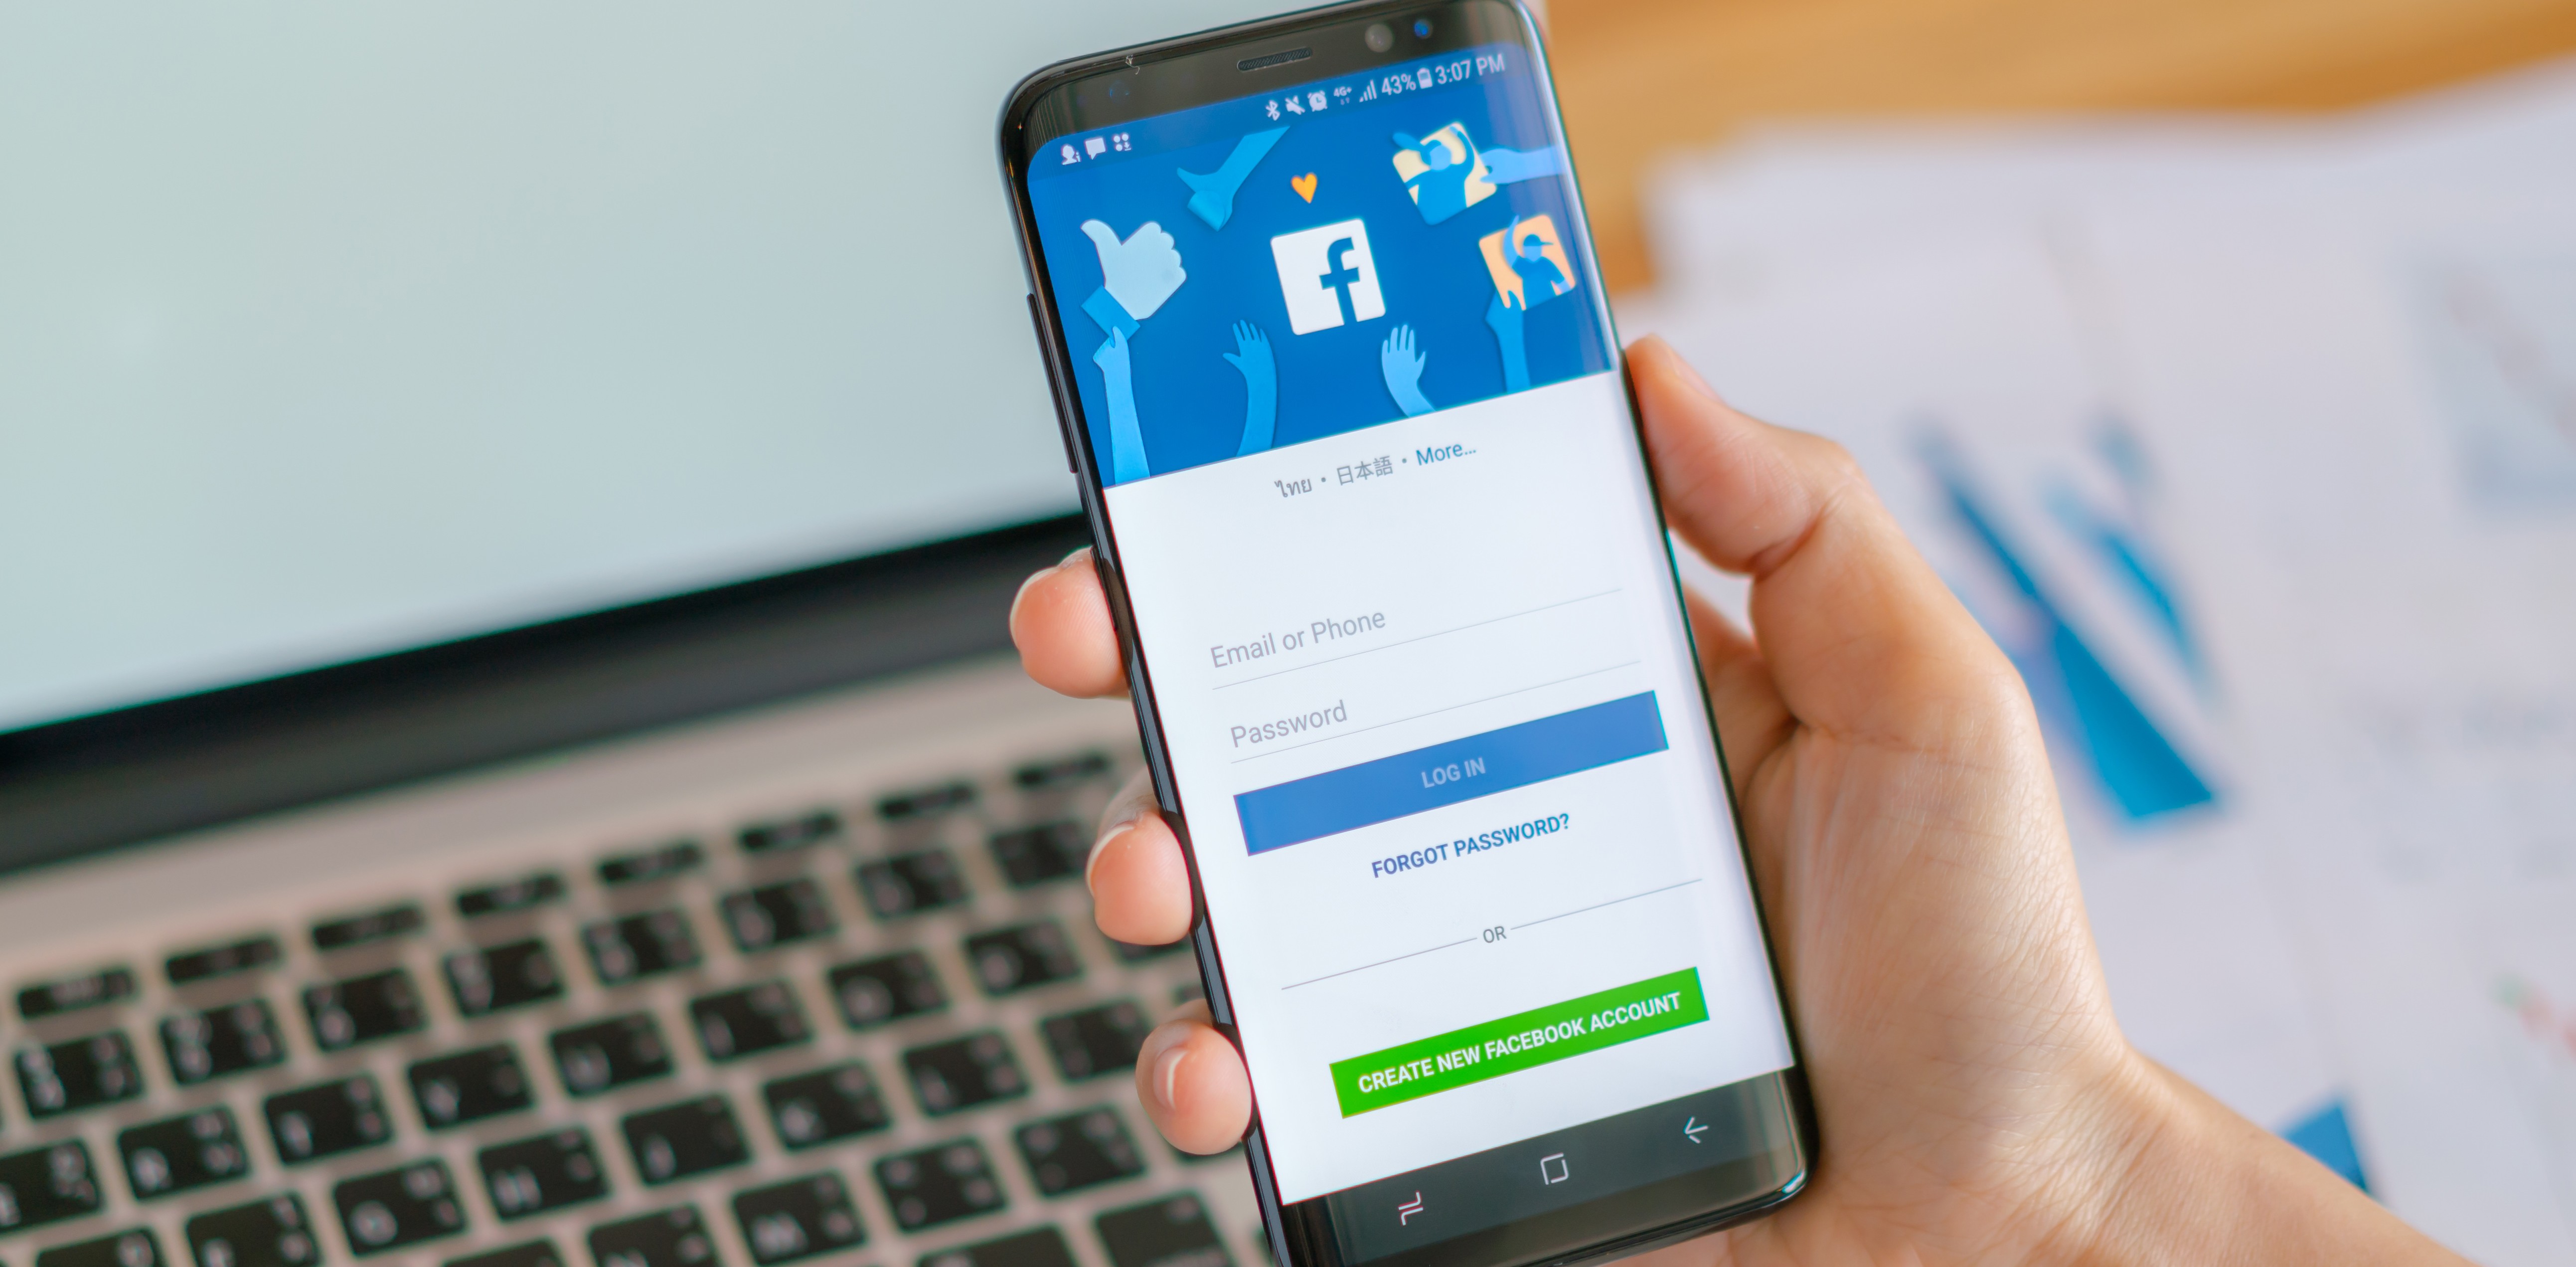 4G+ 43% 3:07 PM
f
ไทย • 日本語 • More...
Email or Phone
Password
LOG IN
FORGOT PASSWORD?
OR
CREATE NEW FACEBOOK ACCOUNT